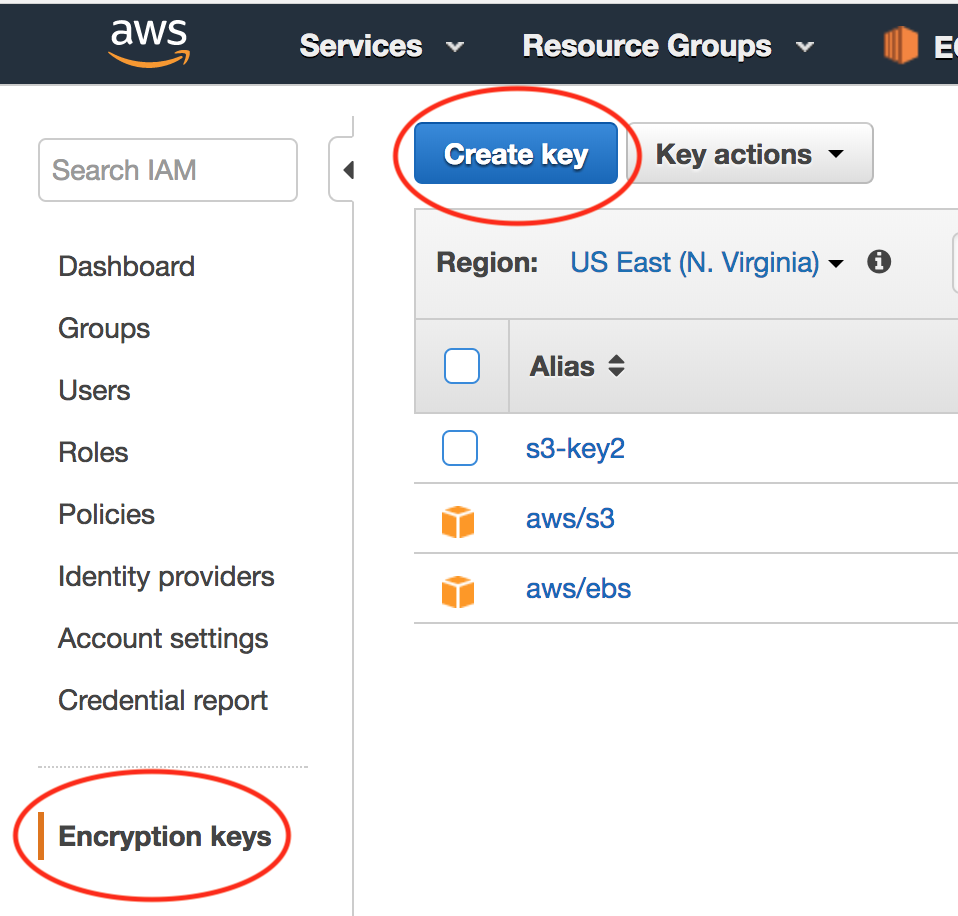 aws Services Resource Groups
Create key Key actions
Search IAM
Region: US East (N. Virginia)
Alias
s3-key2
aws/s3
aws/ebs
Dashboard
Groups
Users
Roles
Policies
Identity providers
Account settings
Credential report
Encryption keys